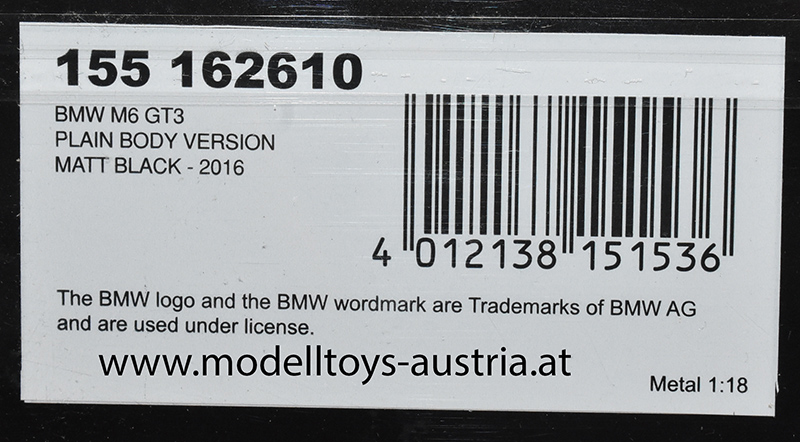 155 162610
BMW M6 GT3
PLAIN BODY VERSION
MATT BLACK - 2016
4 012138 151536
The BMW logo and the BMW wordmark are Trademarks of BMW AG
and are used under license.
www.modelltoys-austria.at
Metal 1:18